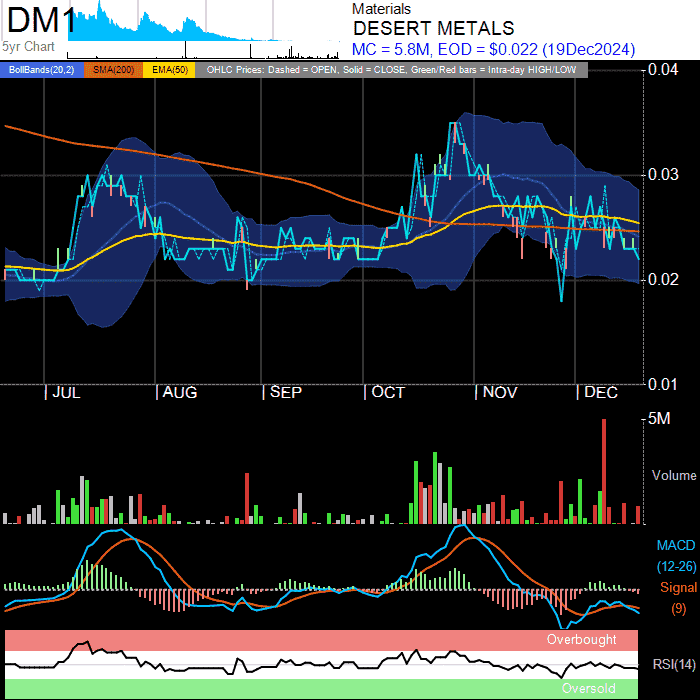 DM1
5yr Chart
Materials
DESERT METALS
MC = 5.8M, EOD = $0.022 (19Dec2024)
BollBands(20,2) SMA(200) EMA(50) OHLC Prices: Dashed = OPEN, Solid = CLOSE, Green/Red bars = Intra-day HIGH/LOW
0.04
0.03
0.02
0.01
| JUL | AUG | SEP | OCT | NOV | DEC
5M
Volume
MACD
(12-26)
Signal
(9)
Overbought
RSI(14)
Oversold